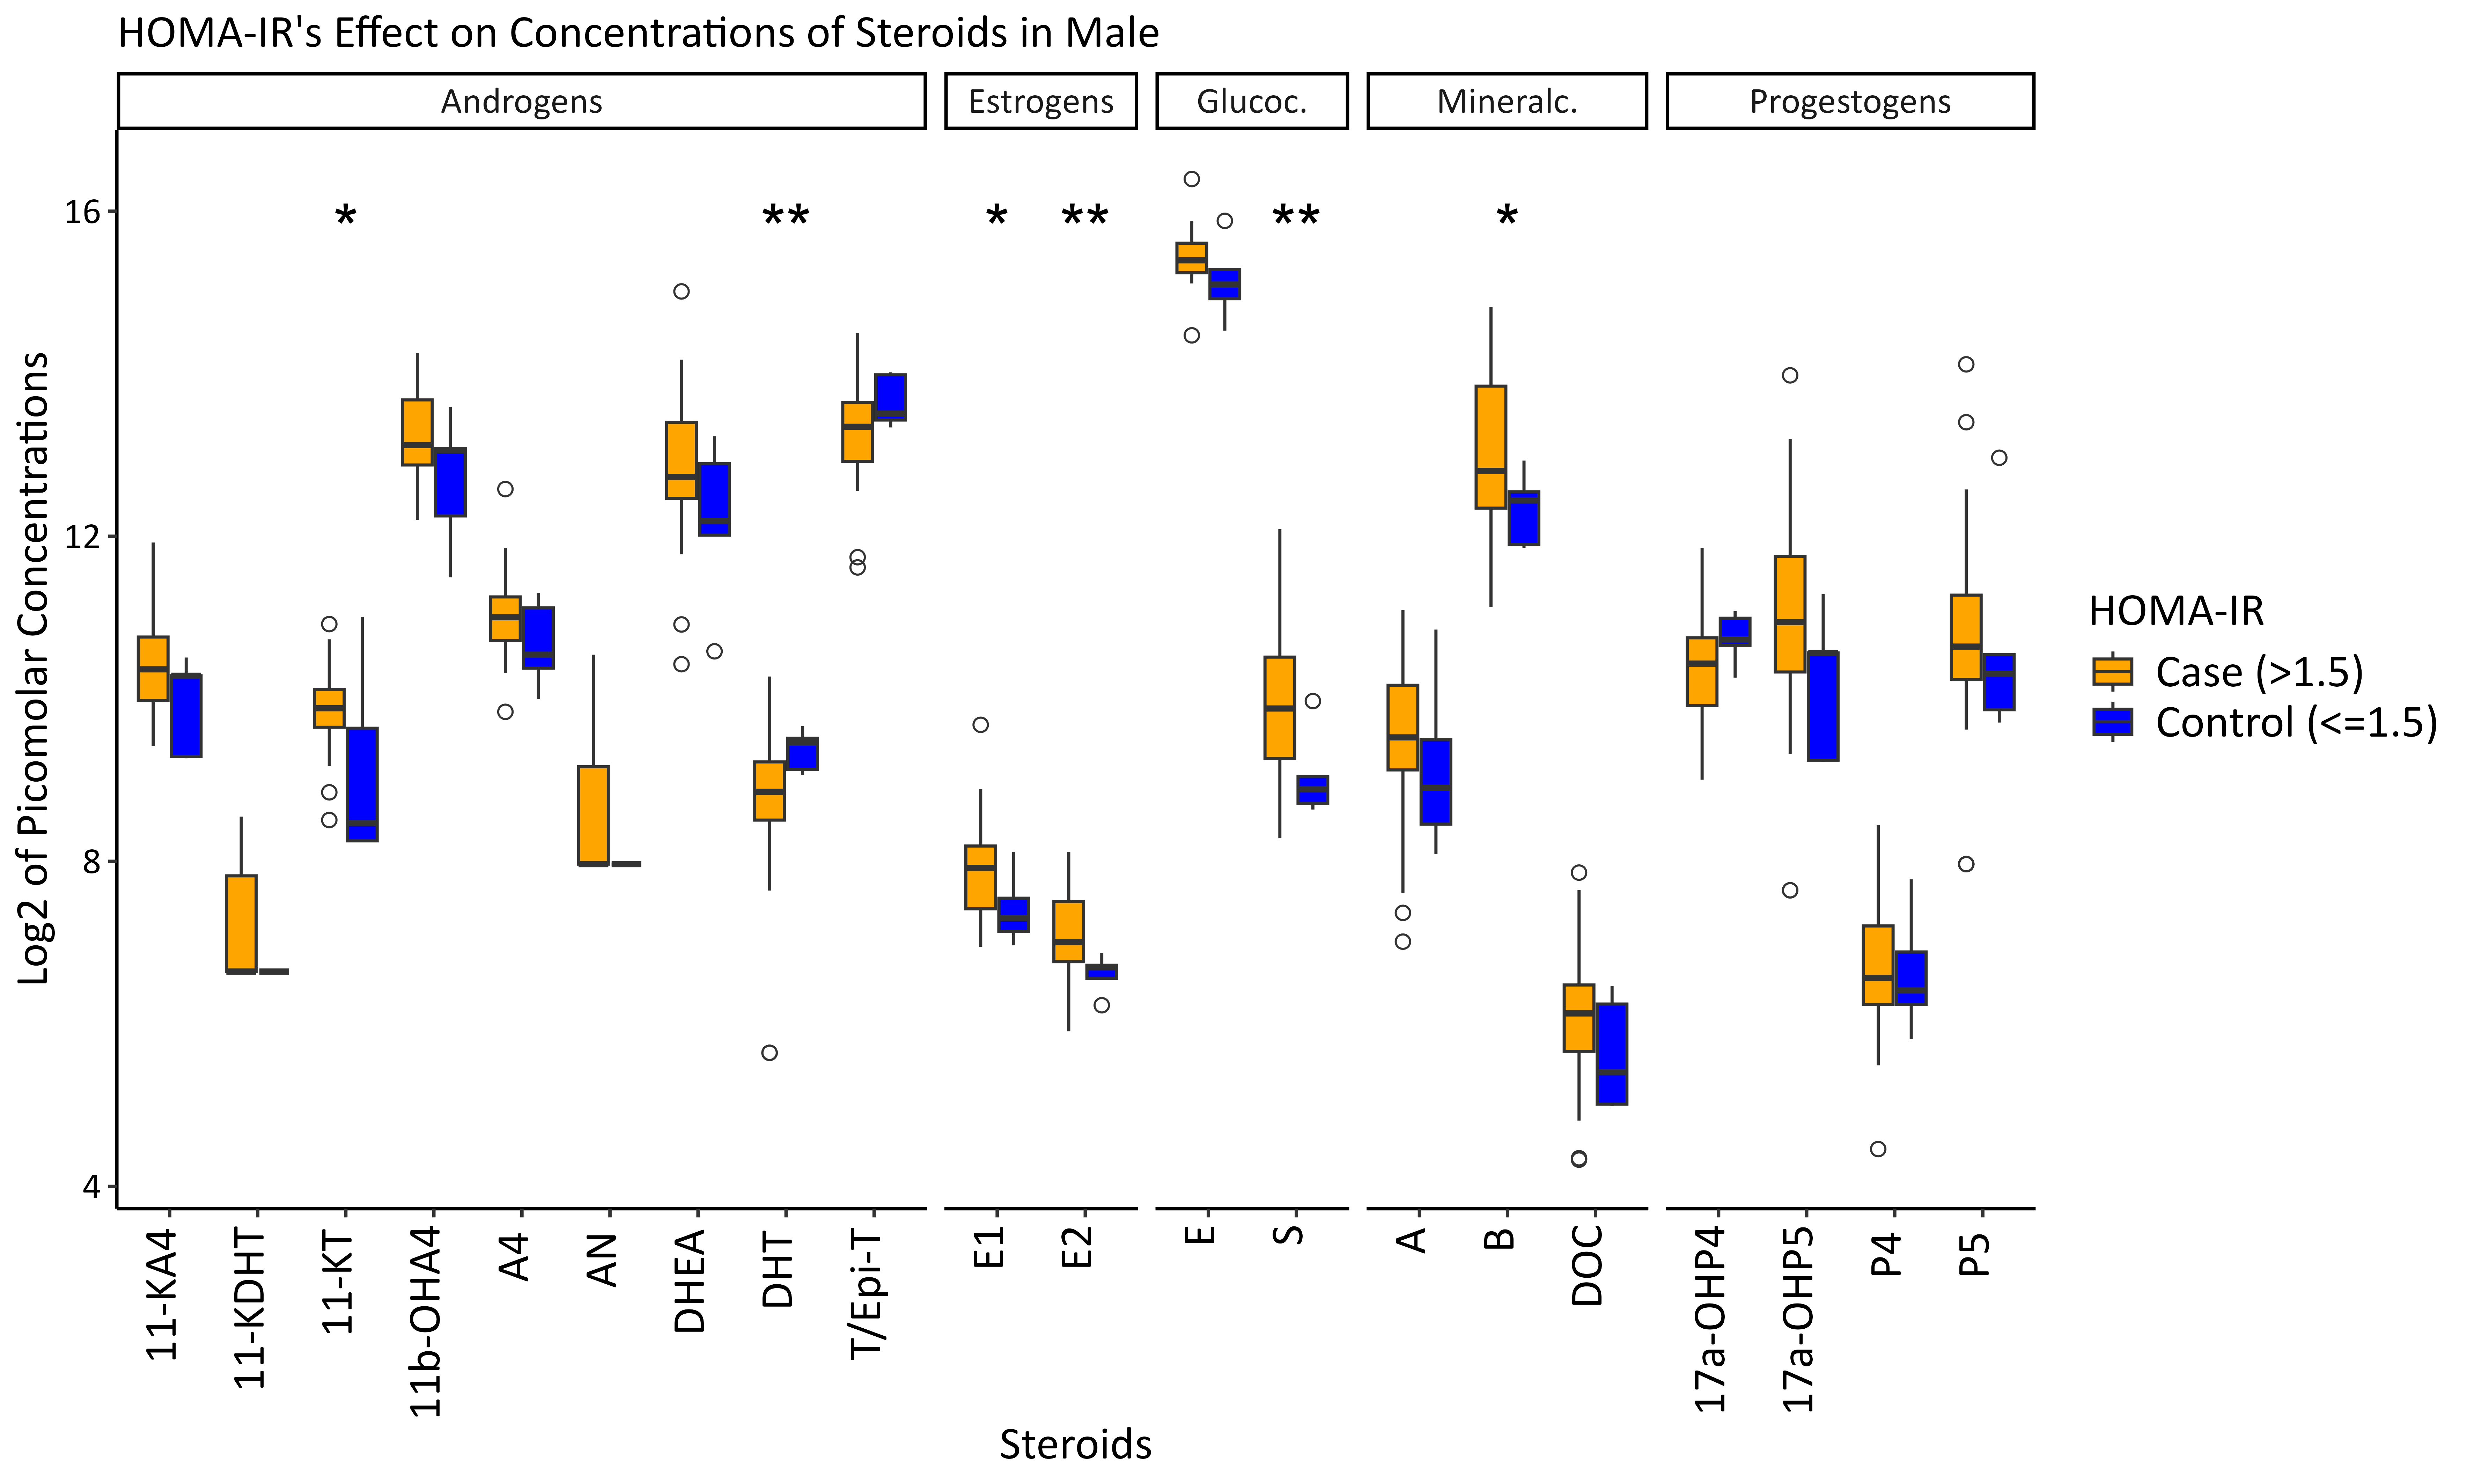 HOMA-IR's Effect on Concentrations of Steroids in Male
Androgens
Estrogens
Glucoc.
Mineralc.
Progestogens
16
12
8
4
*
**
*
**
**
*
Log2 of Picomolar Concentrations
11-KA4
11-KDHT
11-KT
11b-OHA4
A4
AN
DHEA
DHT
T/Epi-T
E1
E2
E
S
A
B
DOC
17a-OHP4
17a-OHP5
P4
P5
Steroids
HOMA-IR
Case (>1.5)
Control (<=1.5)